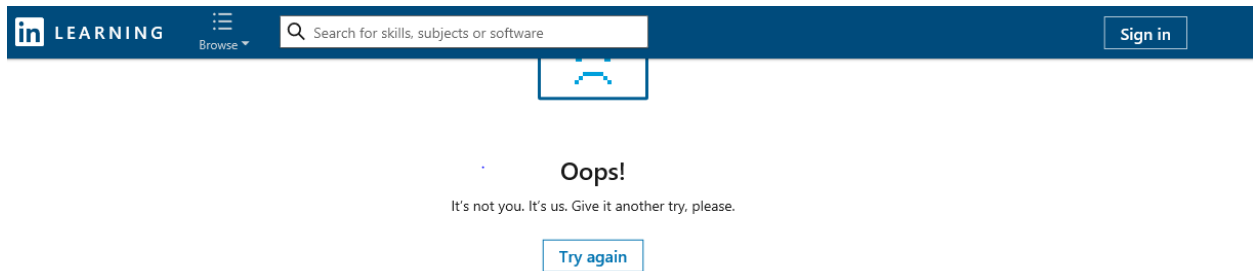 in LEARNING
Browse
Search for skills, subjects or software
Sign in
Oops!
It's not you. It's us. Give it another try, please.
Try again